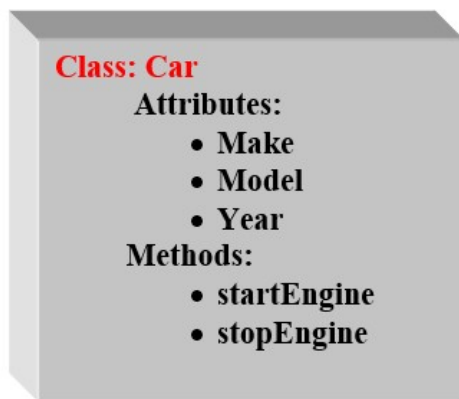 Class: Car
Attributes:
• Make
• Model
• Year
Methods:
• startEngine
• stopEngine